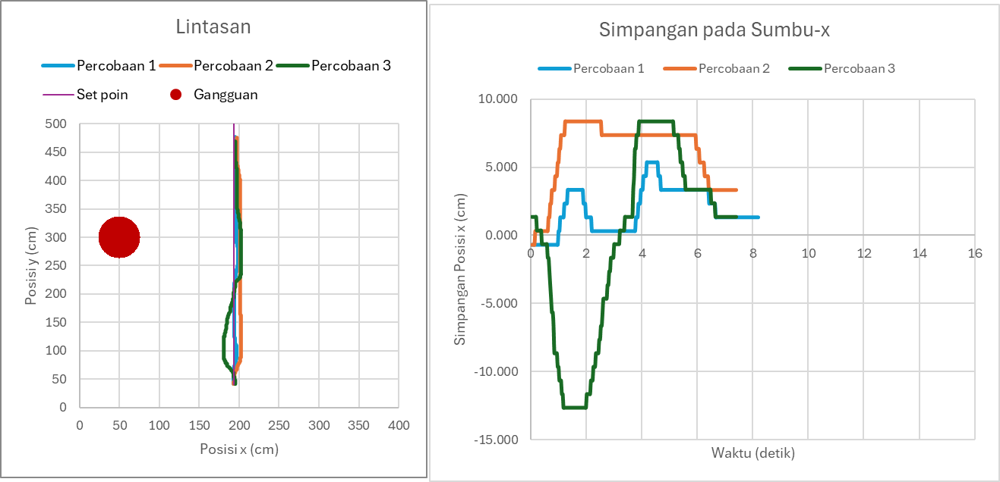 Lintasan
Percobaan 1 Percobaan 2 Percobaan 3
Set poin Gangguan
500
450
400
350
300
250
200
150
100
50
0
0 50 100 150 200 250 300 350 400
Posisi y (cm)
Posisi x (cm)
Simpangan pada Sumbu-x
Percobaan 1 Percobaan 2 Percobaan 3
10.000
5.000
0.000
0 2 4 6 8 10 12 14 16
-5.000
-10.000
-15.000
Simpangan Posisi x (cm)
Waktu (detik)